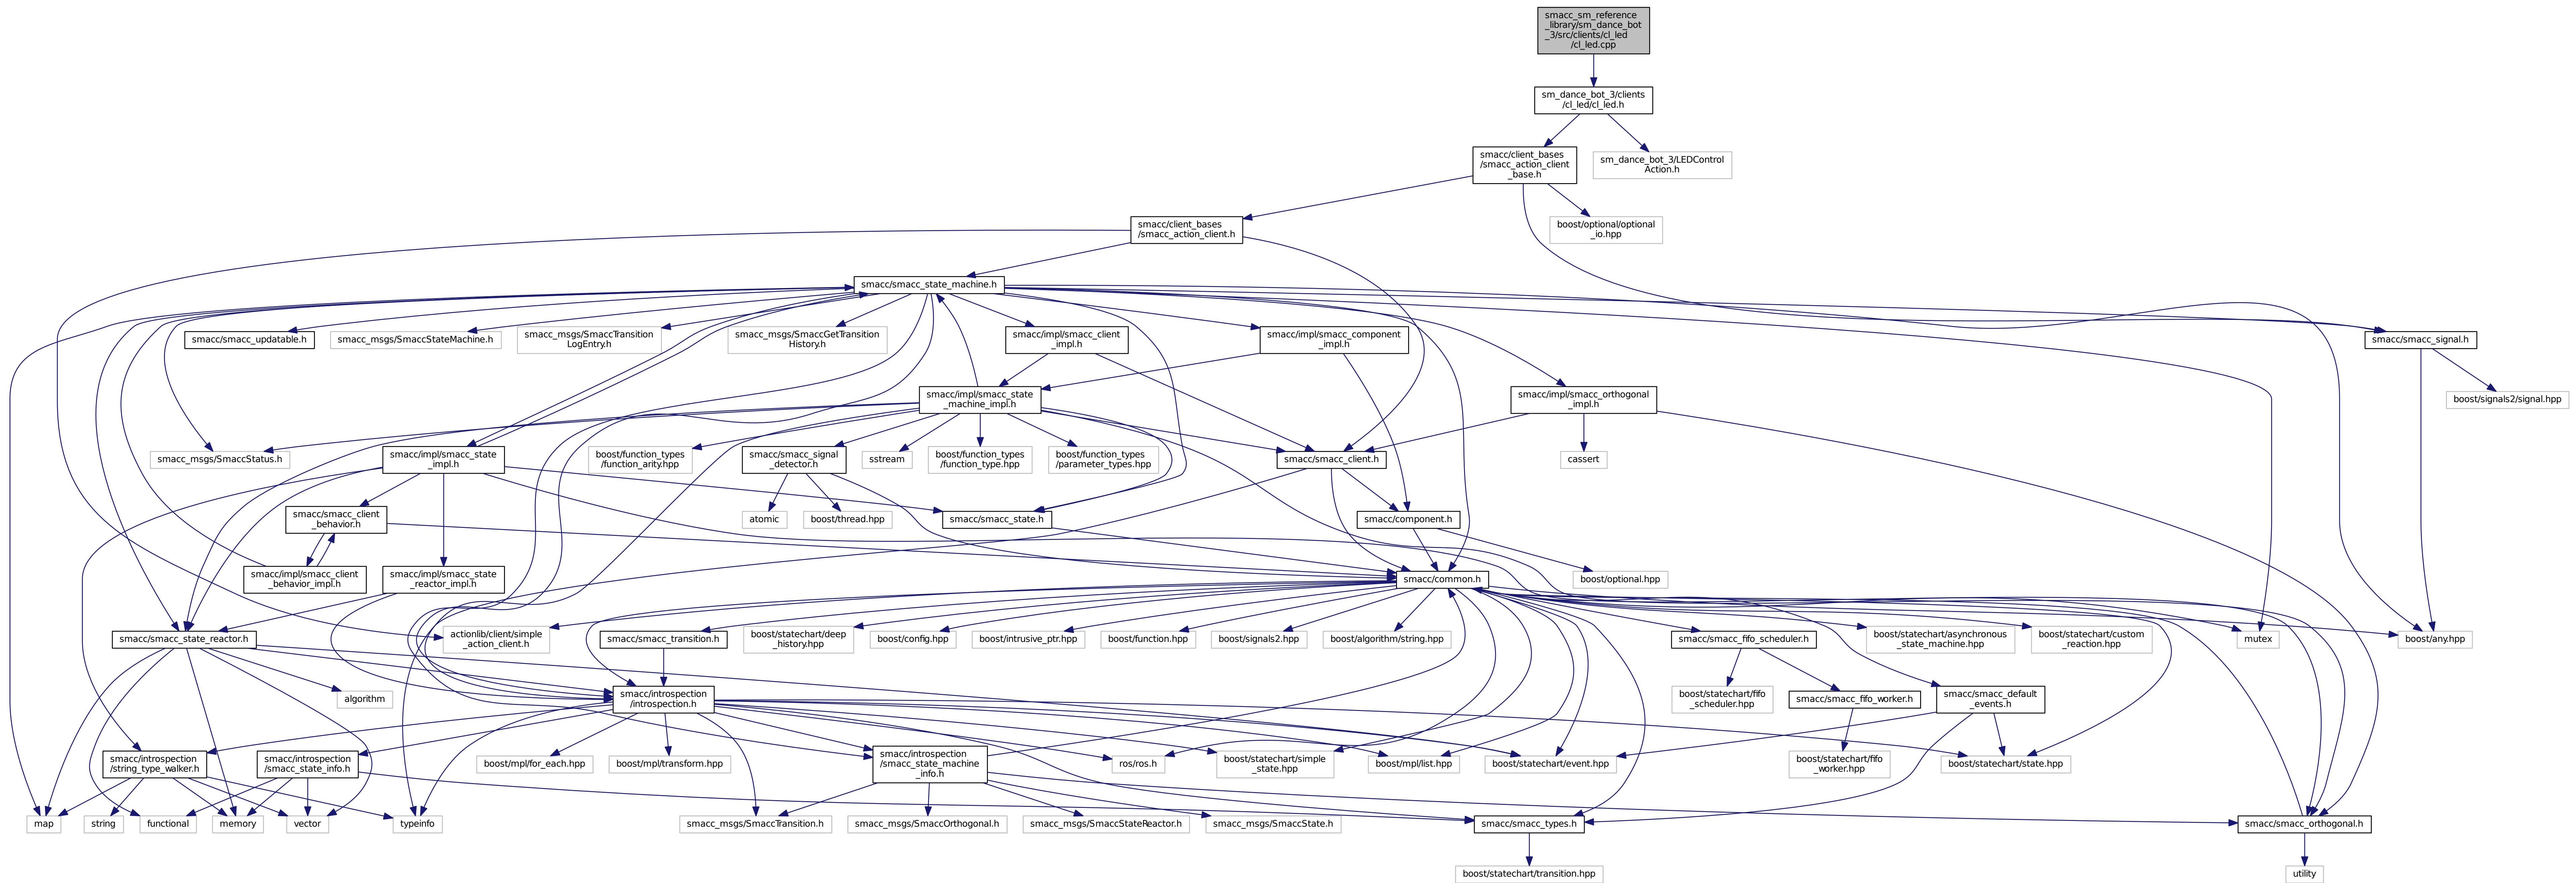 smacc_sm_reference
_library/sm_dance_bot
_3/src/clients/cl_led
/cl_led.cpp
sm_dance_bot_3/clients
/cl_led/cl_led.h
smacc/client_bases
/smacc_action_client
_base.h
sm_dance_bot_3/LEDControl
Action.h
smacc/client_bases
/smacc_action_client.h
boost/optional/optional
_io.hpp
smacc/smacc_state_machine.h
smacc/smacc_updatable.h
smacc_msgs/SmaccStateMachine.h
smacc_msgs/SmaccTransition
LogEntry.h
smacc_msgs/SmaccGetTransition
History.h
smacc/impl/smacc_client
_impl.h
smacc/impl/smacc_component
_impl.h
smacc/smacc_signal.h
smacc/impl/smacc_state
_machine_impl.h
smacc/impl/smacc_orthogonal
_impl.h
boost/signals2/signal.hpp
smacc_msgs/SmaccStatus.h
smacc/impl/smacc_state
_impl.h
boost/function_types
/function_arity.hpp
smacc/smacc_signal
_detector.h
sstream
boost/function_types
/function_type.hpp
boost/function_types
/parameter_types.hpp
smacc/smacc_client.h
cassert
smacc/smacc_client
_behavior.h
atomic
boost/thread.hpp
smacc/smacc_state.h
smacc/component.h
smacc/impl/smacc_client
_behavior_impl.h
smacc/impl/smacc_state
_reactor_impl.h
smacc/common.h
boost/optional.hpp
smacc/smacc_state_reactor.h
actionlib/client/simple
_action_client.h
smacc/smacc_transition.h
boost/statechart/deep
_history.hpp
boost/config.hpp
boost/intrusive_ptr.hpp
boost/function.hpp
boost/signals2.hpp
boost/algorithm/string.hpp
smacc/smacc_fifo_scheduler.h
boost/statechart/asynchronous
_state_machine.hpp
boost/statechart/custom
_reaction.hpp
mutex
boost/any.hpp
algorithm
smacc/introspection
/introspection.h
boost/statechart/fifo
_scheduler.hpp
smacc/smacc_fifo_worker.h
smacc/smacc_default
_events.h
smacc/introspection
/string_type_walker.h
smacc/introspection
/smacc_state_info.h
boost/mpl/for_each.hpp
boost/mpl/transform.hpp
smacc/introspection
/smacc_state_machine
_info.h
ros/ros.h
boost/statechart/simple
_state.hpp
boost/mpl/list.hpp
boost/statechart/event.hpp
boost/statechart/fifo
_worker.hpp
boost/statechart/state.hpp
map
string
functional
memory
vector
typeinfo
smacc_msgs/SmaccTransition.h
smacc_msgs/SmaccOrthogonal.h
smacc_msgs/SmaccStateReactor.h
smacc_msgs/SmaccState.h
smacc/smacc_types.h
smacc/smacc_orthogonal.h
boost/statechart/transition.hpp
utility